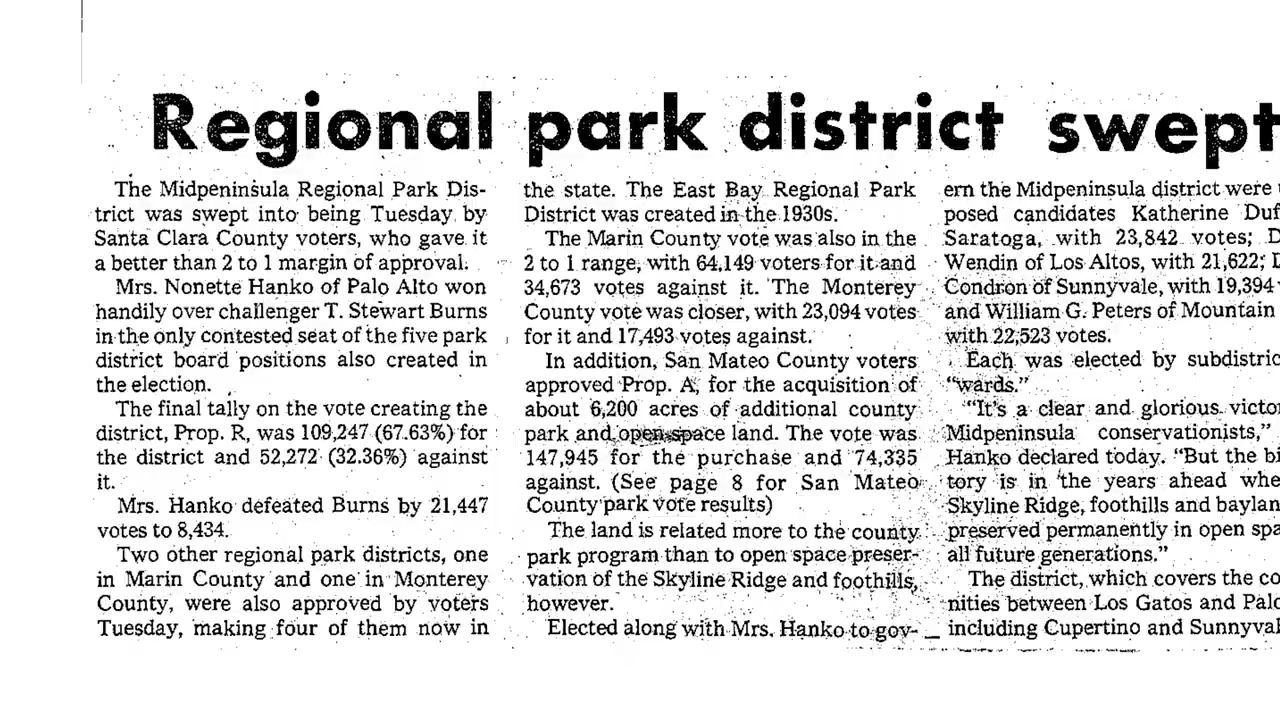 Regional park district swept
The Midpeninsula Regional Park Dis-
trict was swept into being Tuesday by
Santa Clara County voters, who gave it
a better than 2 to 1 margin of approval.
Mrs. Nonette Hanko of Palo Alto won
handily over challenger T. Stewart Burns
in the only contested seat of the five park
district board positions also created in
the election.
The final tally on the vote creating the
district, Prop. R, was 109,247 (67.63%) for
the district and 52,272 (32.36%) against
it.
Mrs. Hanko defeated Burns by 21,447
votes to 8,434.
Two other regional park districts, one
in Marin County and one in Monterey
County, were also approved by voters
Tuesday, making four of them now in
the state. The East Bay Regional Park
District was created in the 1930s.
The Marin County vote was also in the
2 to 1 range, with 64,149 voters for it and
34,673 votes against it. The Monterey
County vote was closer, with 23,094 votes
for it and 17,493 votes against.
In addition, San Mateo County voters
approved Prop. A, for the acquisition of
about 6,200 acres of additional county
park and open space land. The vote was
147,945 for the purchase and 74,335
against. (See page 8 for San Mateo
County park vote results)
The land is related more to the county
park program than to open space preser-
vation of the Skyline Ridge and foothills,
however.
Elected along with Mrs. Hanko to gov-
ern the Midpeninsula district were
posed candidates Katherine Duf
Saratoga, with 23,842 votes; D
Wendin of Los Altos, with 21,622; D
Condron of Sunnyvale, with 19,394
and William G. Peters of Mountain
with 22,523 votes.
Each was elected by subdistric
"wards."
"It's a clear and glorious victo
Midpeninsula conservationists,"
Hanko declared today. "But the bi
tory is in the years ahead whe
Skyline Ridge, foothills and baylan
preserved permanently in open spa
all future generations."
The district, which covers the co
nities between Los Gatos and Palo
including Cupertino and Sunnyval